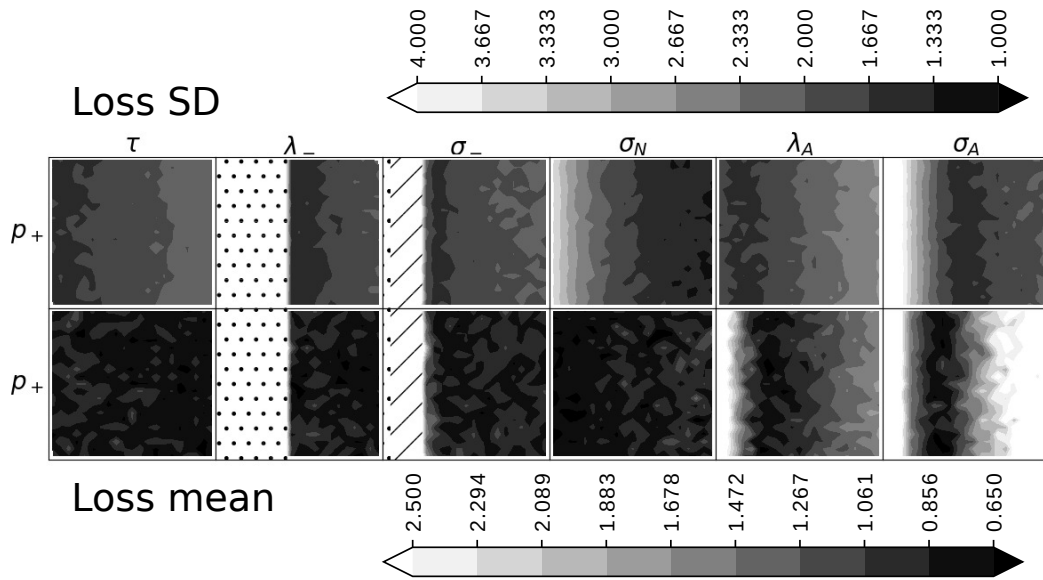 4.000 3.667 3.333 3.000 2.667 2.333 2.000 1.667 1.333 1.000
Loss SD
τ λ₋ σ₋ σ_N λ_A σ_A
p₊
p₊
Loss mean
2.500 2.294 2.089 1.883 1.678 1.472 1.267 1.061 0.856 0.650